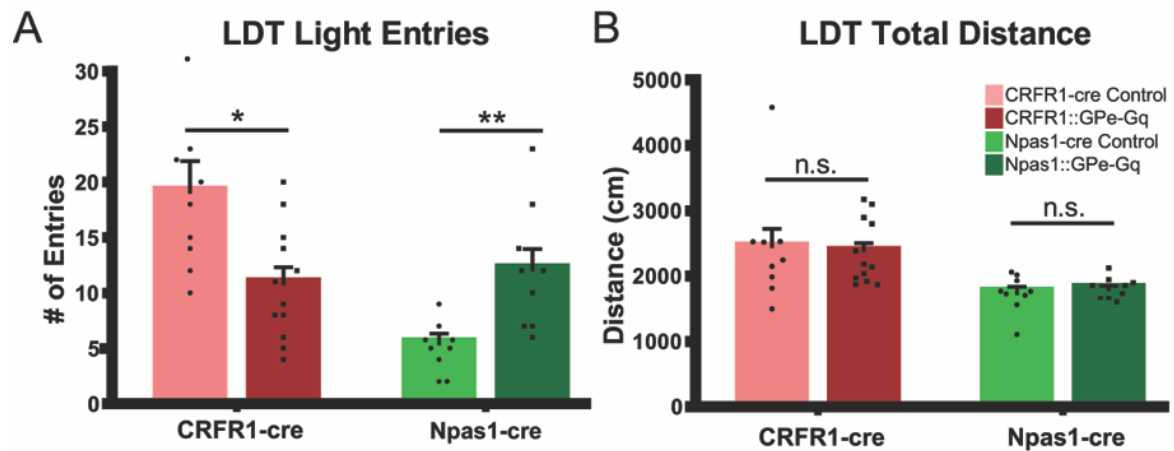 A
LDT Light Entries
# of Entries
30
25
20
15
10
5
0
*
**
CRFR1-cre
Npas1-cre
B
LDT Total Distance
Distance (cm)
5000
4000
3000
2000
1000
0
CRFR1-cre Control
CRFR1::GPe-Gq
Npas1-cre Control
Npas1::GPe-Gq
n.s.
n.s.
CRFR1-cre
Npas1-cre